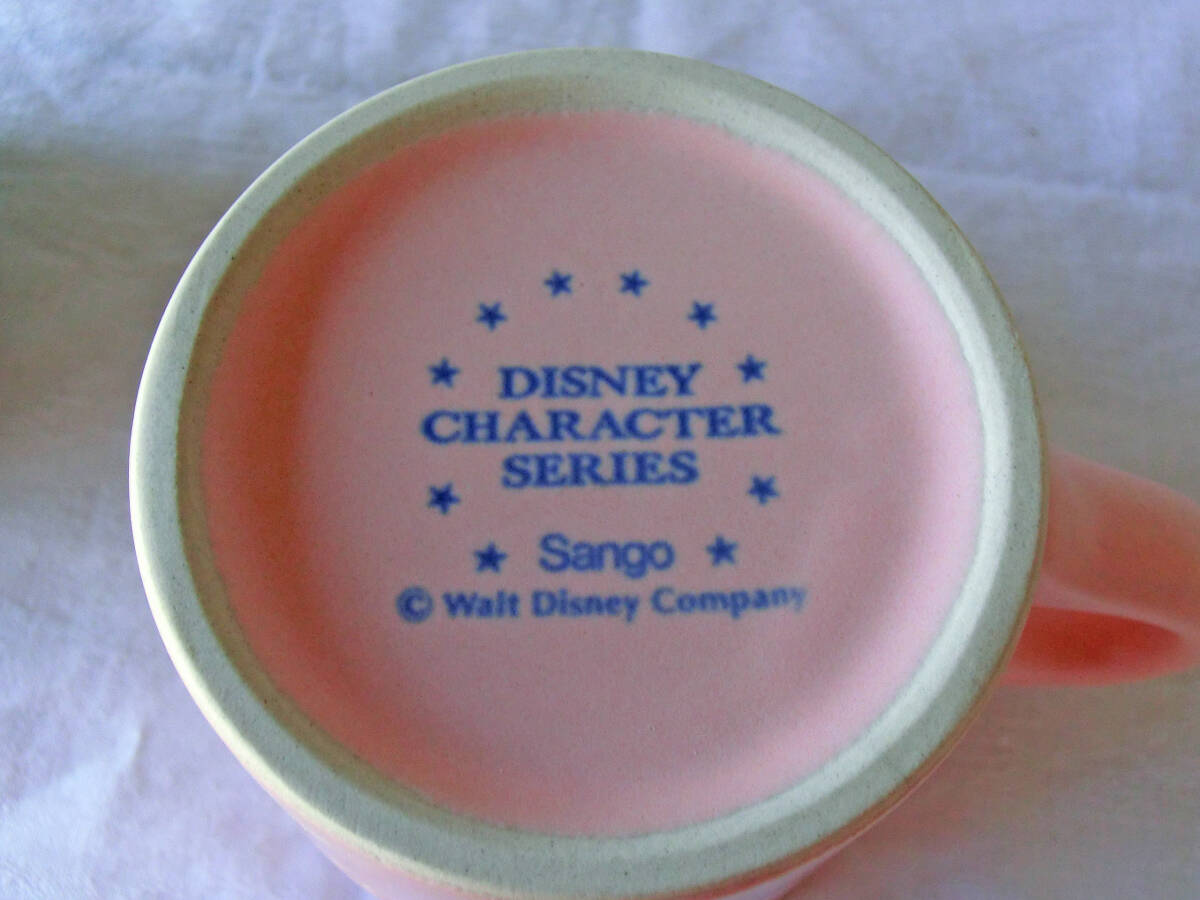 DISNEY
CHARACTER
SERIES
Sango
© Walt Disney Company